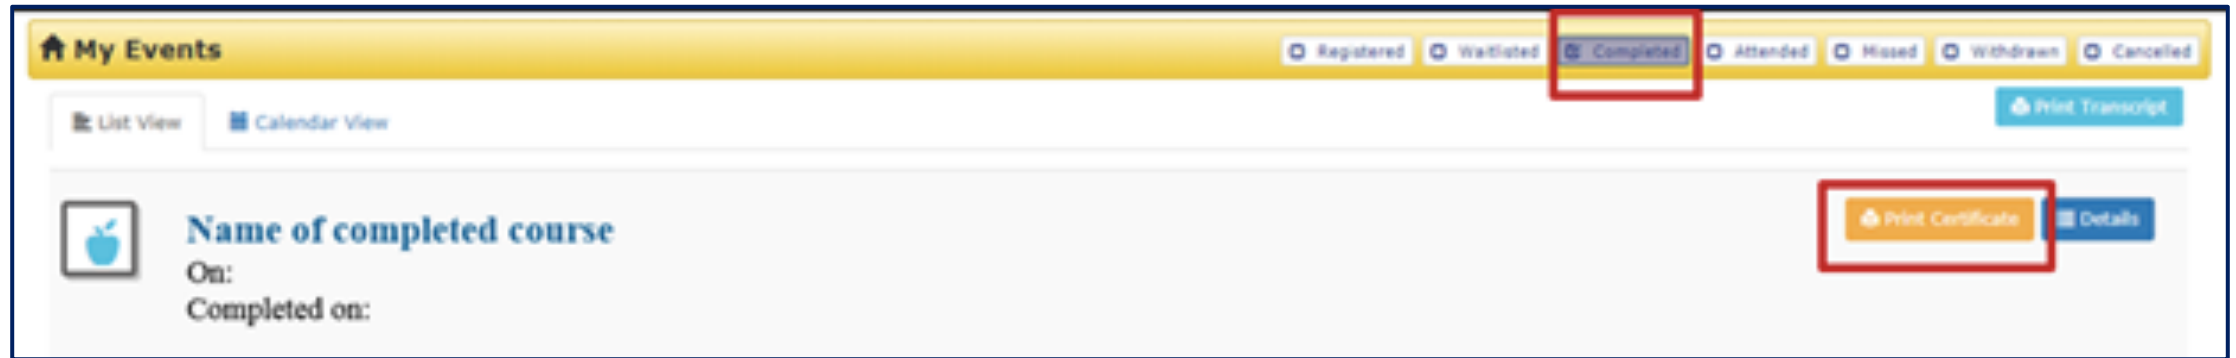 My Events
Registered Waitlisted Completed Attended Missed Withdrawn Cancelled
List View Calendar View
Print Transcript
Name of completed course
Print Certificate Details
On:
Completed on: